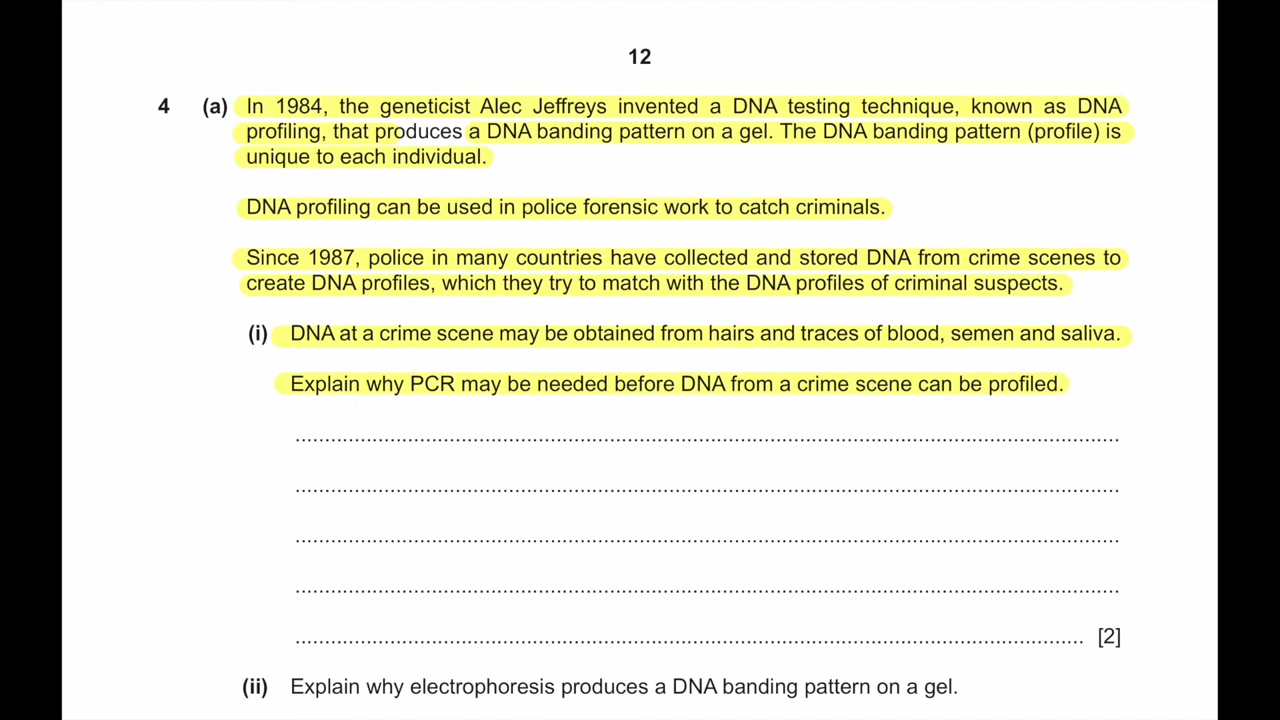 12
4 (a) In 1984, the geneticist Alec Jeffreys invented a DNA testing technique, known as DNA
profiling, that produces a DNA banding pattern on a gel. The DNA banding pattern (profile) is
unique to each individual.
DNA profiling can be used in police forensic work to catch criminals.
Since 1987, police in many countries have collected and stored DNA from crime scenes to
create DNA profiles, which they try to match with the DNA profiles of criminal suspects.
(i) DNA at a crime scene may be obtained from hairs and traces of blood, semen and saliva.
Explain why PCR may be needed before DNA from a crime scene can be profiled.
[2]
(ii) Explain why electrophoresis produces a DNA banding pattern on a gel.